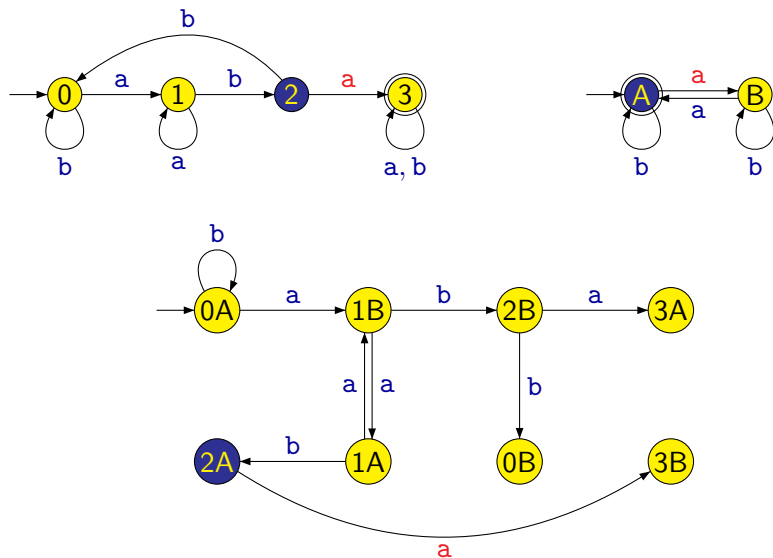 b
a b a a
0 1 2 3 A B
a
b a a, b b b
b
a b a
0A 1B 2B 3A
a a b
b
2A 1A 0B 3B
a